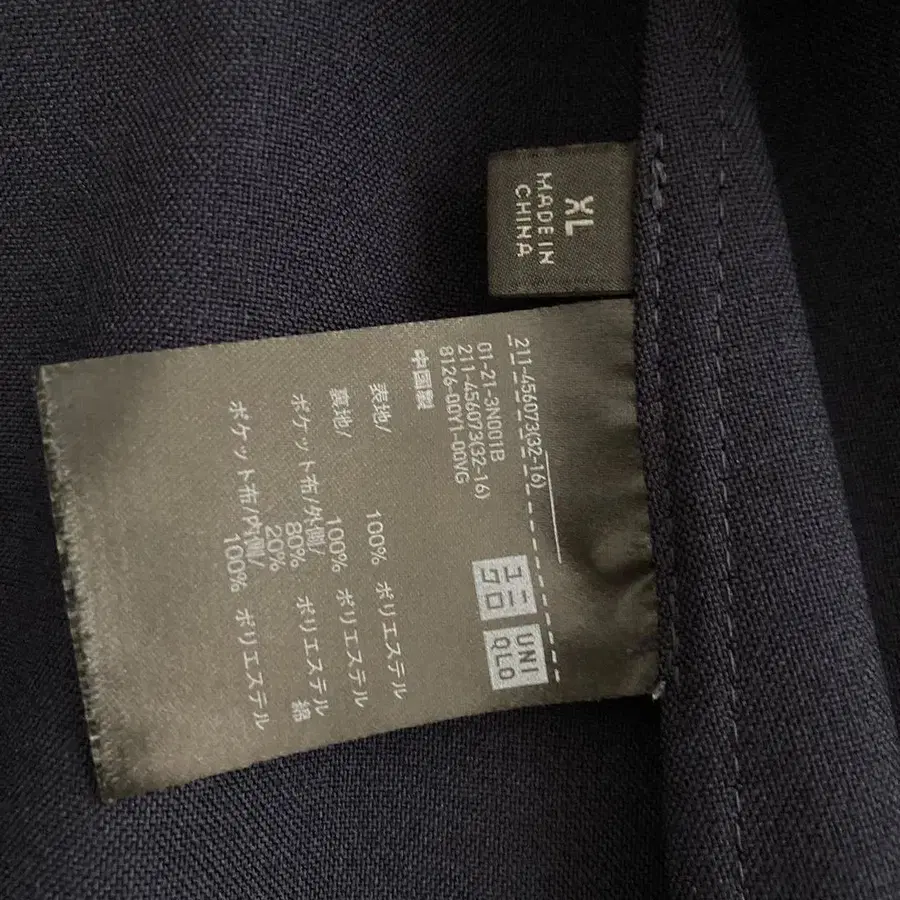 XL
MADE IN
CHINA
211-456073(32-16)
01-21-3N001B
211-456073(32-16)
8126-00Y1-00VG
ユニ
クロ
UNI
QLO
中国製
表地/
100% ポリエステル
裏地/
100% ポリエステル
ポケット布/外側/
80% ポリエステル
20% 綿
ポケット布/内側/
100% ポリエステル